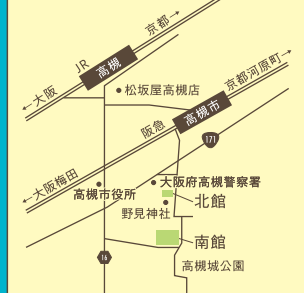 京都→
JR
高槻
←大阪
松坂屋高槻店
京都河原町→
高槻市
阪急
171
←大阪梅田
大阪府高槻警察署
高槻市役所
北館
野見神社
南館
16
高槻城公園